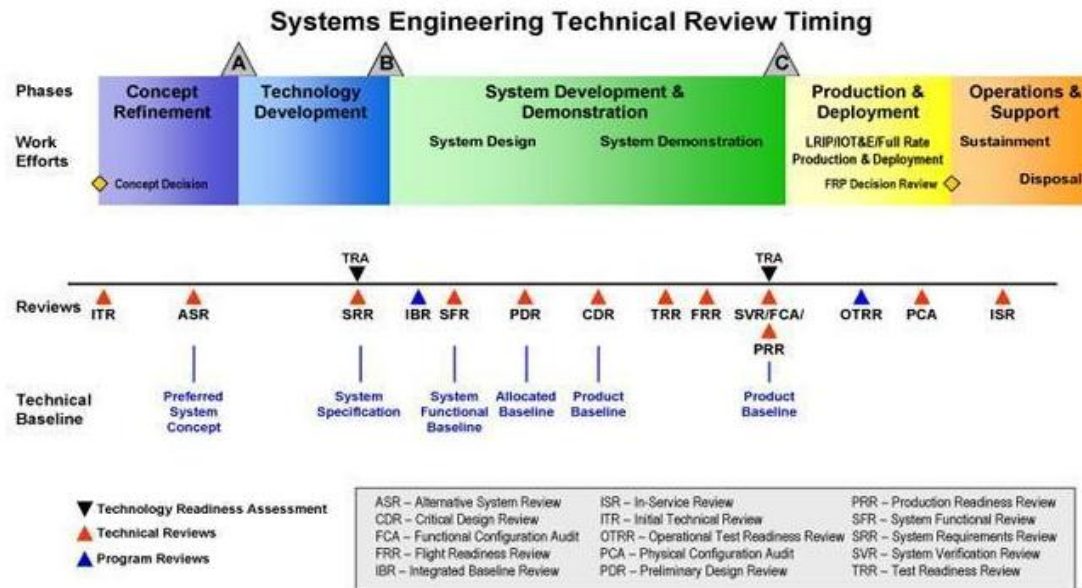 Systems Engineering Technical Review Timing
A
B
C
Phases
Concept
Refinement
Technology
Development
System Development &
Demonstration
Production &
Deployment
Operations &
Support
Work
Efforts
System Design
System Demonstration
LRIP/IOT&E/Full Rate
Production & Deployment
Sustainment
Concept Decision
FRP Decision Review
Disposal
TRA
TRA
Reviews
ITR
ASR
SRR
IBR
SFR
PDR
CDR
TRR
FRR
SVR/FCA/
PRR
OTRR
PCA
ISR
Technical
Baseline
Preferred
System
Concept
System
Specification
System
Functional
Baseline
Allocated
Baseline
Product
Baseline
Product
Baseline
Technology Readiness Assessment
Technical Reviews
Program Reviews
ASR – Alternative System Review
CDR – Critical Design Review
FCA – Functional Configuration Audit
FRR – Flight Readiness Review
IBR – Integrated Baseline Review
ISR – In-Service Review
ITR – Initial Technical Review
OTRR – Operational Test Readiness Review
PCA – Physical Configuration Audit
PDR – Preliminary Design Review
PRR – Production Readiness Review
SFR – System Functional Review
SRR – System Requirements Review
SVR – System Verification Review
TRR – Test Readiness Review